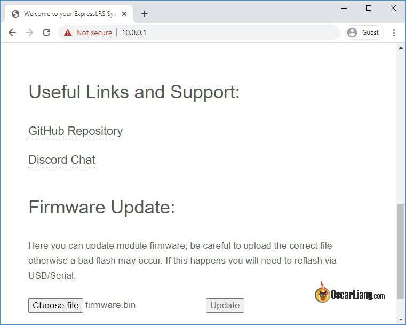 Welcome to your ExpressLRS Sy
Not secure | 10.0.0.1
Guest
Useful Links and Support:
GitHub Repository
Discord Chat
Firmware Update:
Here you can update module firmware, be careful to upload the correct file
otherwise a bad flash may occur. If this happens you will need to reflash via
USB/Serial.
Choose file firmware.bin
Update
OscarLiang.com